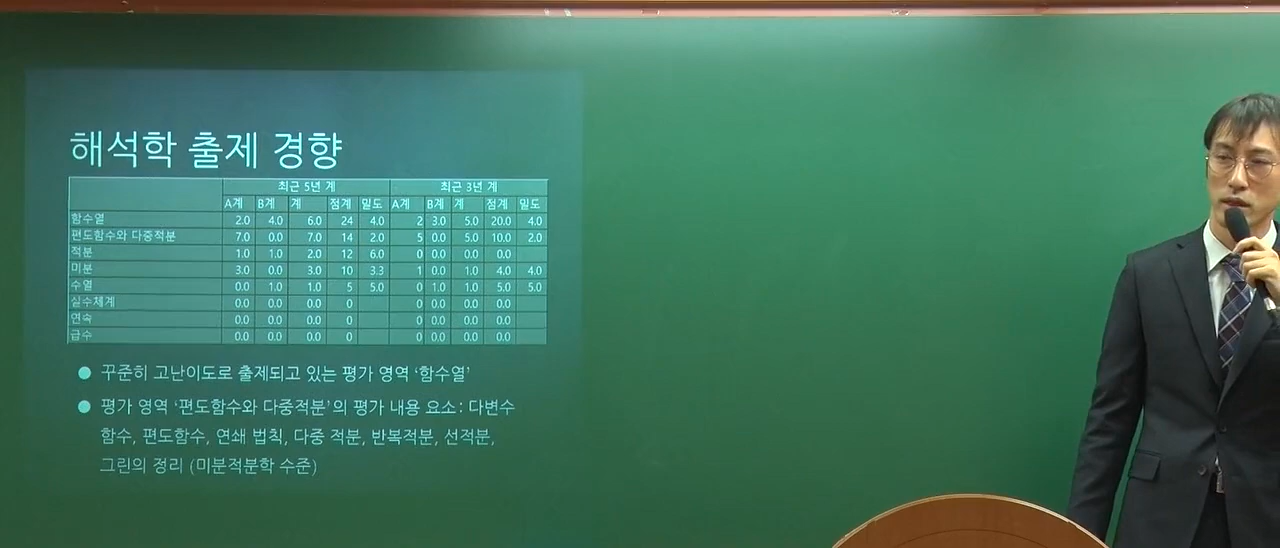 해석학 출제 경향
최근 5년 계 최근 3년 계
A계 B계 계 점계 밀도 A계 B계 계 점계 밀도
함수열 2.0 4.0 6.0 24 4.0 2 3.0 5.0 20.0 4.0
편도함수와 다중적분 7.0 0.0 7.0 14 2.0 5 0.0 5.0 10.0 2.0
적분 1.0 1.0 2.0 12 6.0 0 0.0 0.0 0.0
미분 3.0 0.0 3.0 10 3.3 1 0.0 1.0 4.0 4.0
수열 0.0 1.0 1.0 5 5.0 0 1.0 1.0 5.0 5.0
실수체계 0.0 0.0 0.0 0 0 0.0 0.0 0.0
연속 0.0 0.0 0.0 0 0 0.0 0.0 0.0
급수 0.0 0.0 0.0 0 0 0.0 0.0 0.0
● 꾸준히 고난이도로 출제되고 있는 평가 영역 ‘함수열’
● 평가 영역 ‘편도함수와 다중적분’의 평가 내용 요소: 다변수
함수, 편도함수, 연쇄 법칙, 다중 적분, 반복적분, 선적분,
그린의 정리 (미분적분학 수준)